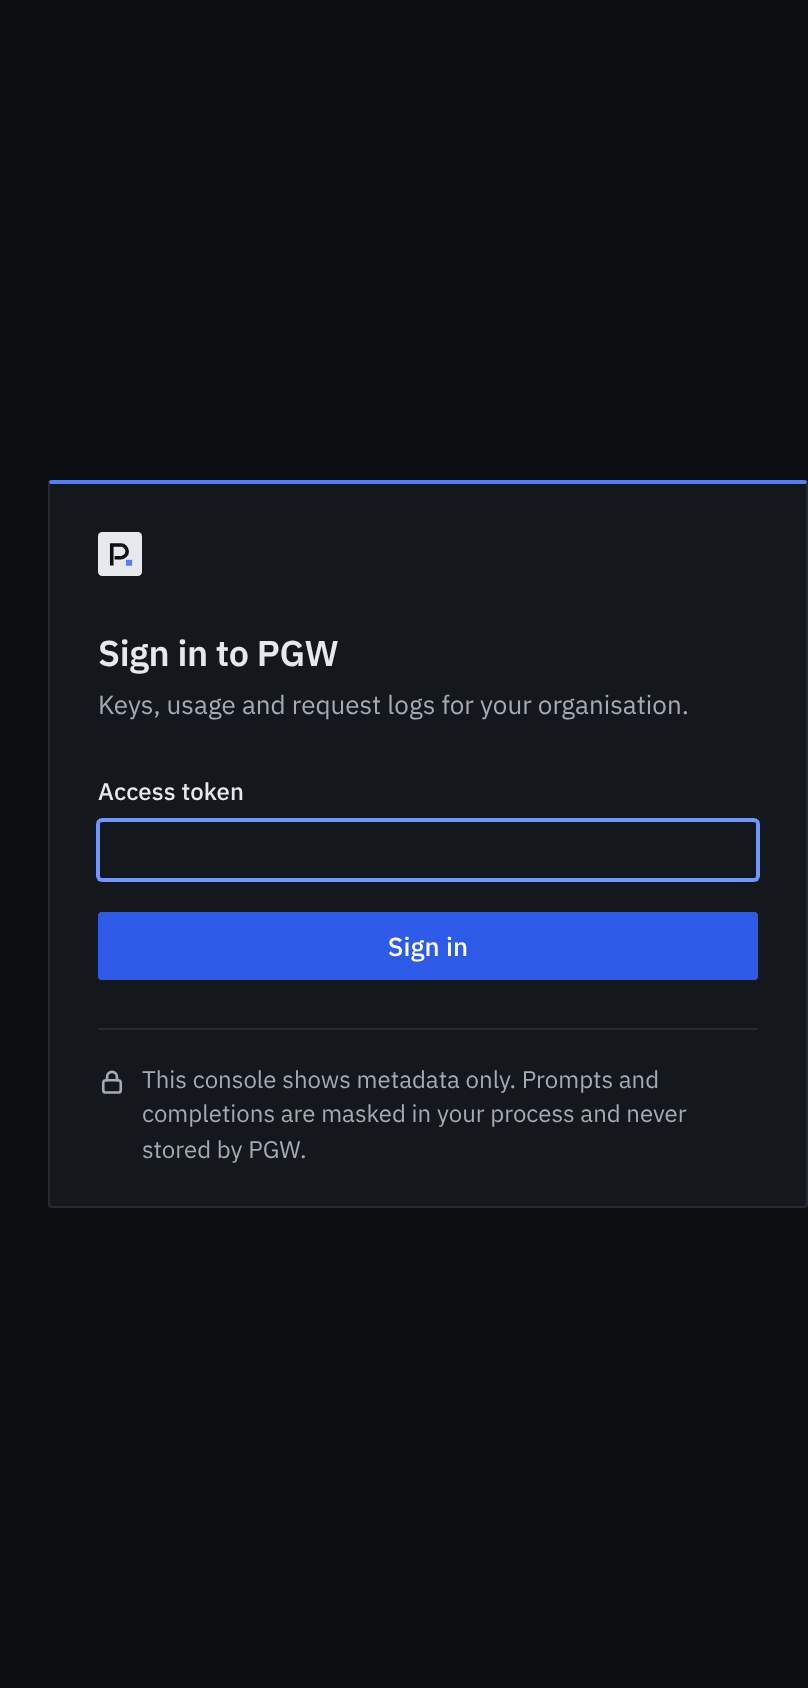 P.
Sign in to PGW
Keys, usage and request logs for your organisation.
Access token
Sign in
This console shows metadata only. Prompts and
completions are masked in your process and never
stored by PGW.